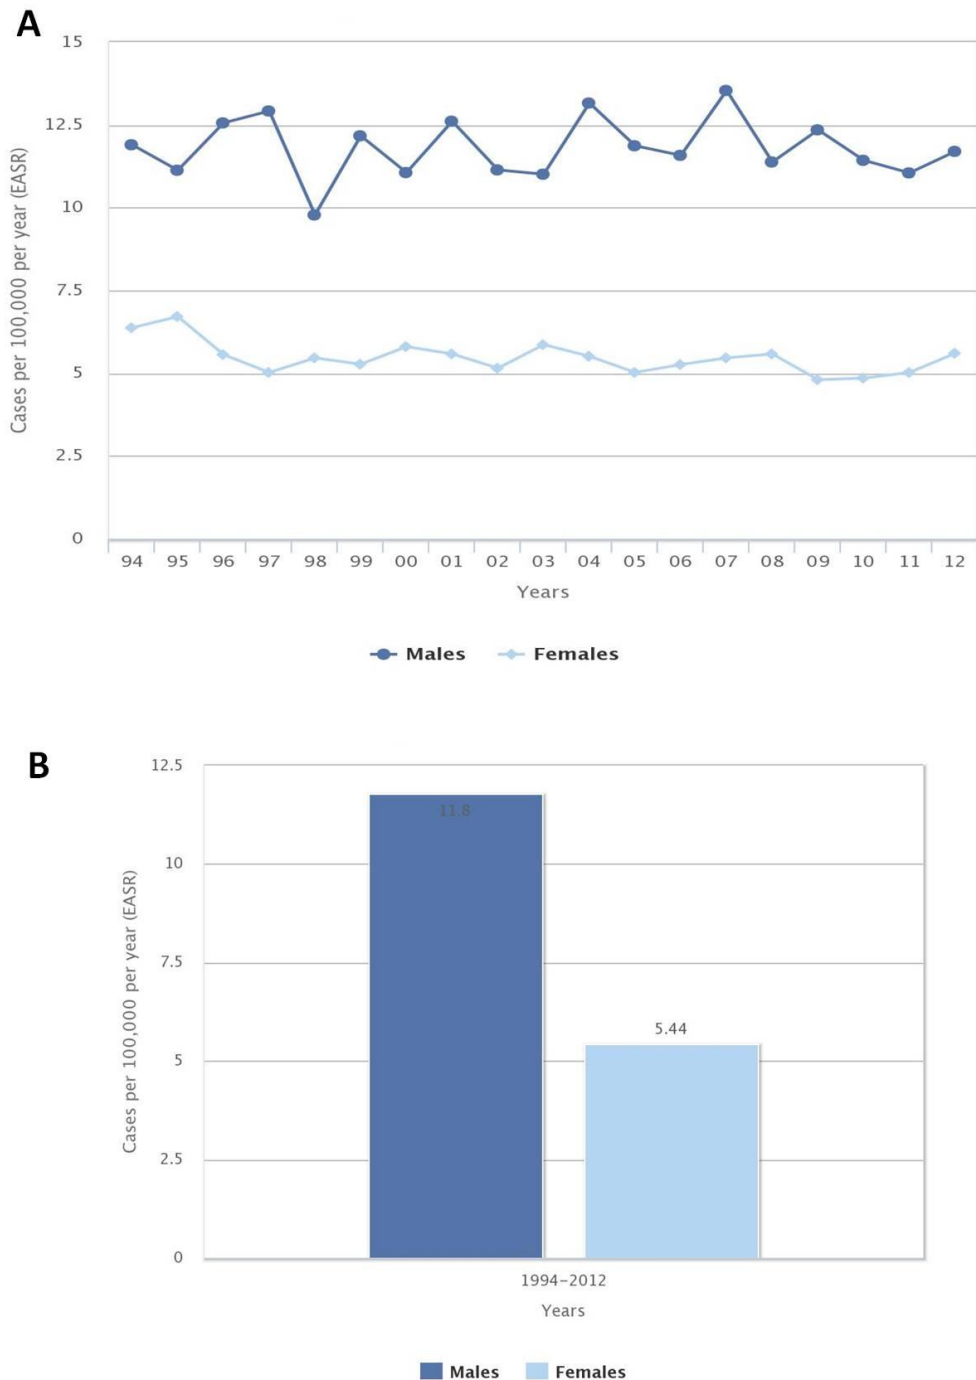 A
15
12.5
10
7.5
5
2.5
0
Cases per 100,000 per year (EASR)
94 95 96 97 98 99 00 01 02 03 04 05 06 07 08 09 10 11 12
Years
Males Females
B
12.5
10
7.5
5
2.5
0
Cases per 100,000 per year (EASR)
11.8
5.44
1994–2012
Years
Males Females